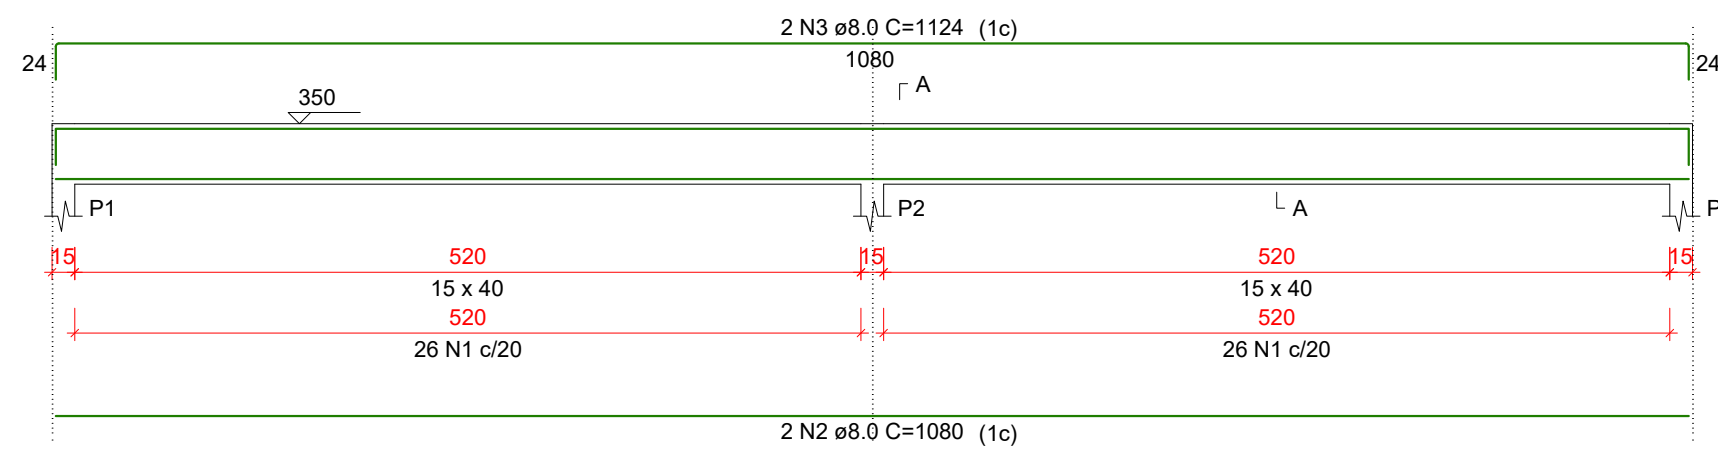 2 N3 ø8.0 C=1124 (1c)
24 1080 24
A
350
P1 P2 A P
15 520 15 520 15
15 x 40 15 x 40
520 520
26 N1 c/20 26 N1 c/20
2 N2 ø8.0 C=1080 (1c)